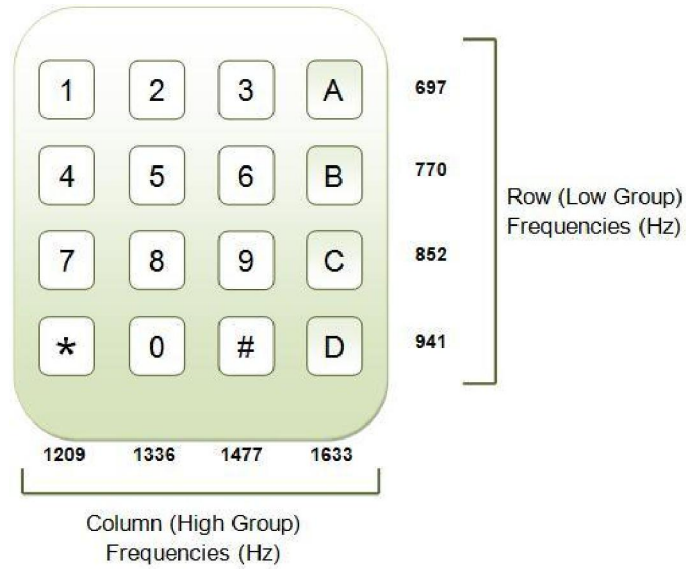 1 2 3 A 697
4 5 6 B 770
Row (Low Group)
Frequencies (Hz)
7 8 9 C 852
* 0 # D 941
1209 1336 1477 1633
Column (High Group)
Frequencies (Hz)